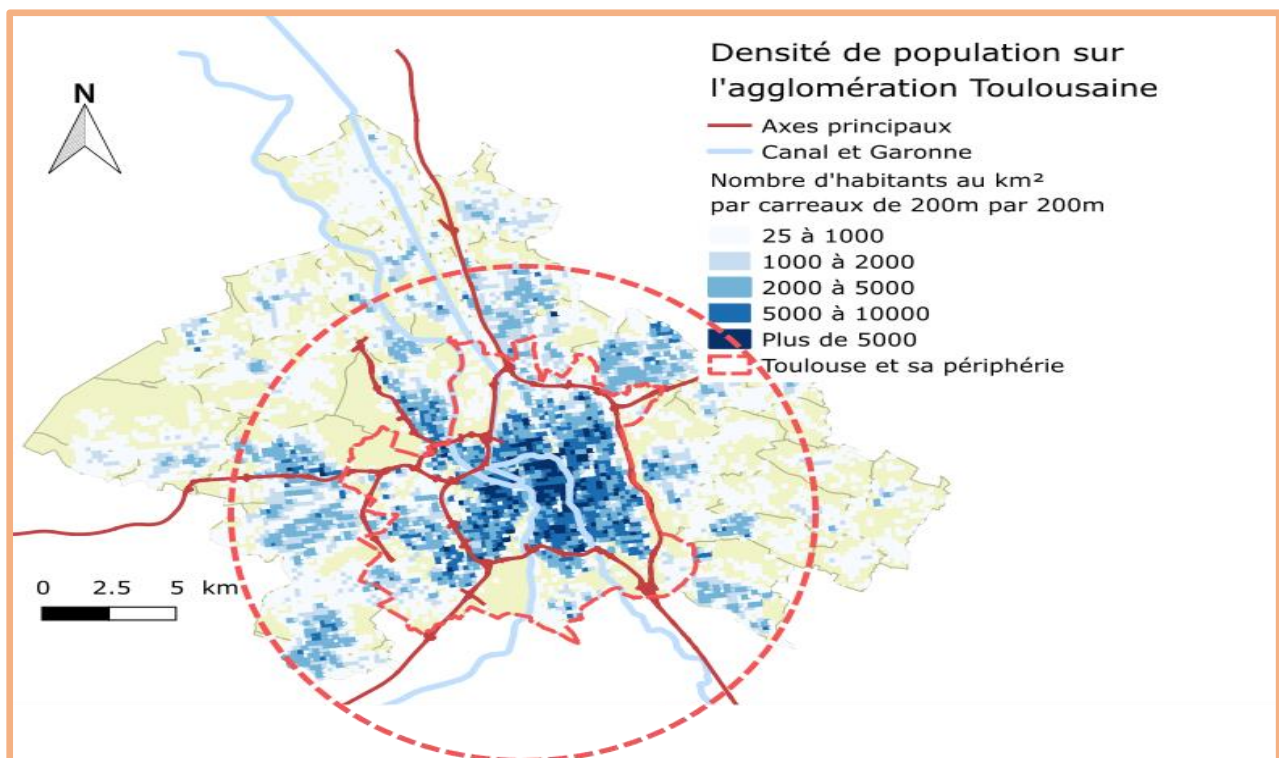 Densité de population sur
l'agglomération Toulousaine
N
Axes principaux
Canal et Garonne
Nombre d'habitants au km²
par carreaux de 200m par 200m
25 à 1000
1000 à 2000
2000 à 5000
5000 à 10000
Plus de 5000
Toulouse et sa périphérie
0 2.5 5 km